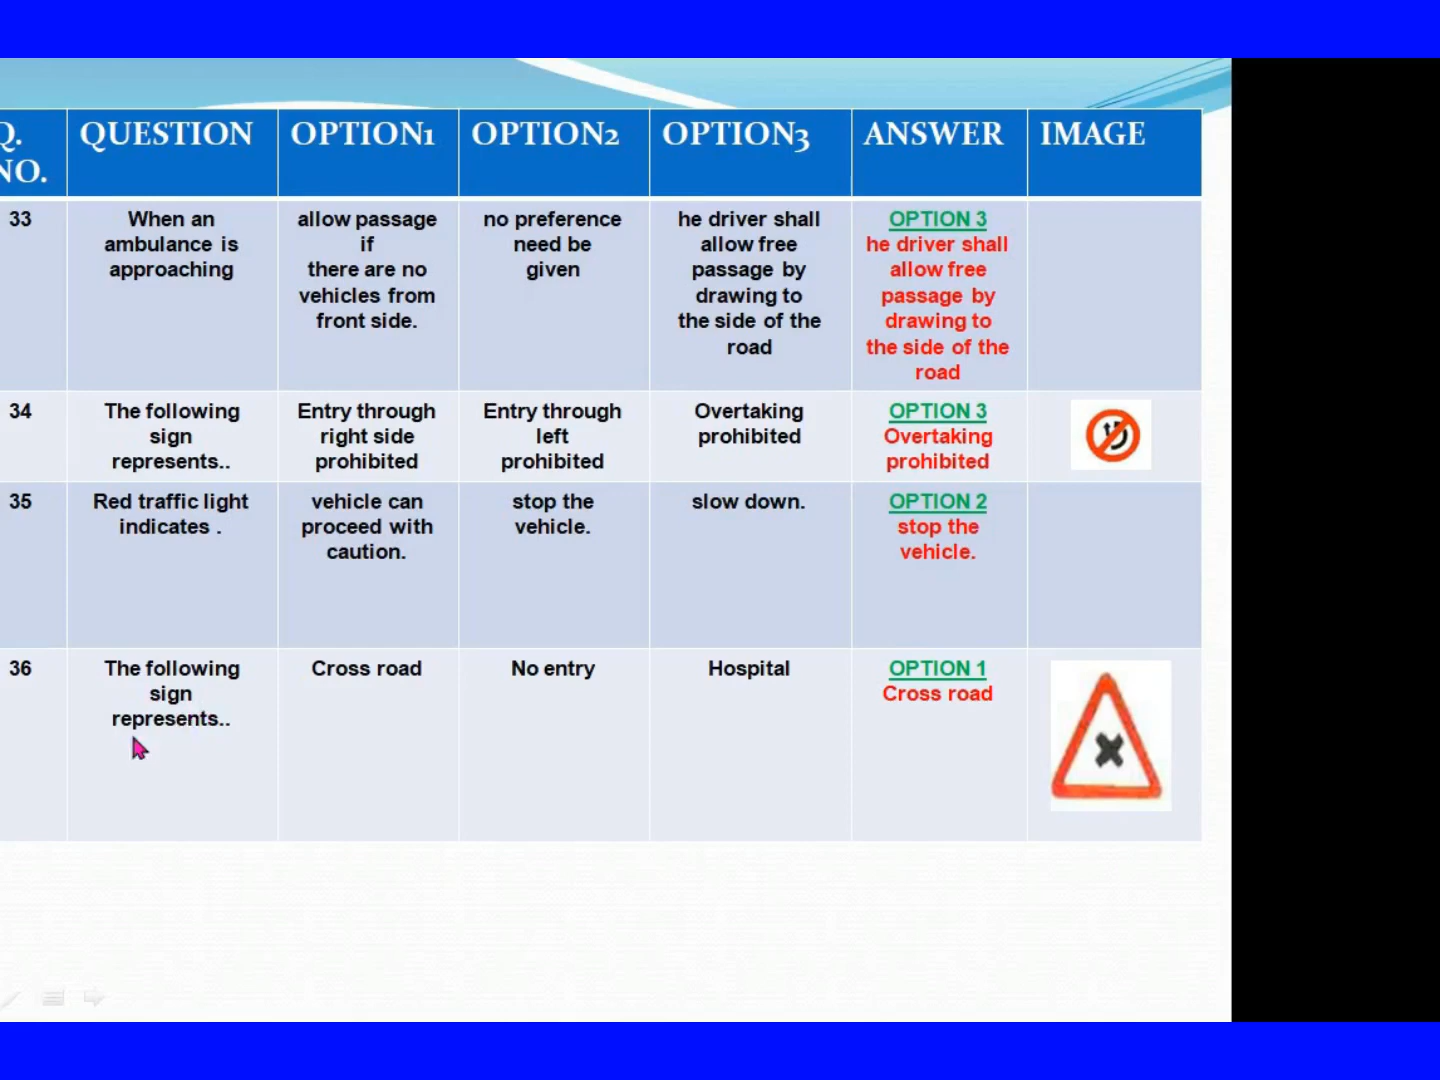 Q.
NO.
QUESTION
OPTION1
OPTION2
OPTION3
ANSWER
IMAGE
33
When an
ambulance is
approaching
allow passage
if
there are no
vehicles from
front side.
no preference
need be
given
he driver shall
allow free
passage by
drawing to
the side of the
road
OPTION 3
he driver shall
allow free
passage by
drawing to
the side of the
road
34
The following
sign
represents..
Entry through
right side
prohibited
Entry through
left
prohibited
Overtaking
prohibited
OPTION 3
Overtaking
prohibited
35
Red traffic light
indicates .
vehicle can
proceed with
caution.
stop the
vehicle.
slow down.
OPTION 2
stop the
vehicle.
36
The following
sign
represents..
Cross road
No entry
Hospital
OPTION 1
Cross road